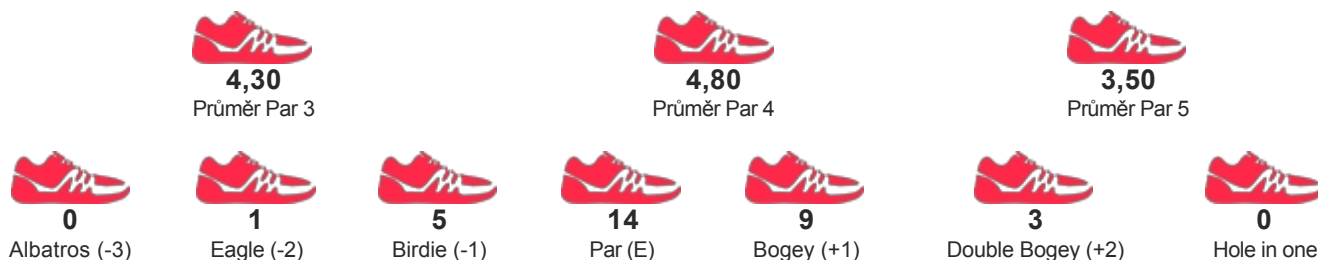 4,30
Průměr Par 3
4,80
Průměr Par 4
3,50
Průměr Par 5
0
Albatros (-3)
1
Eagle (-2)
5
Birdie (-1)
14
Par (E)
9
Bogey (+1)
3
Double Bogey (+2)
0
Hole in one